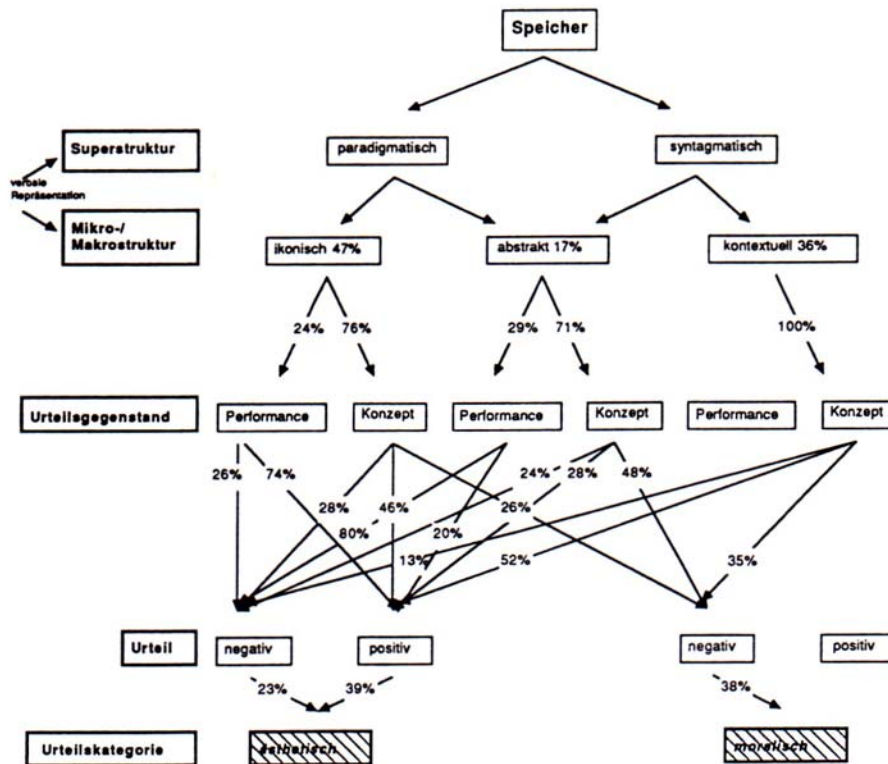 Speicher
Superstruktur
paradigmatisch
syntagmatisch
verbale
Repräsentation
Mikro-/
Makrostruktur
ikonisch 47%
abstrakt 17%
kontextuell 36%
24%
76%
29%
71%
100%
Urteilsgegenstand
Performance
Konzept
Performance
Konzept
Performance
Konzept
26%
74%
24%
28%
48%
28%
46%
26%
80%
20%
13%
52%
35%
Urteil
negativ
positiv
negativ
positiv
23%
39%
38%
Urteilskategorie
ästhetisch
moralisch